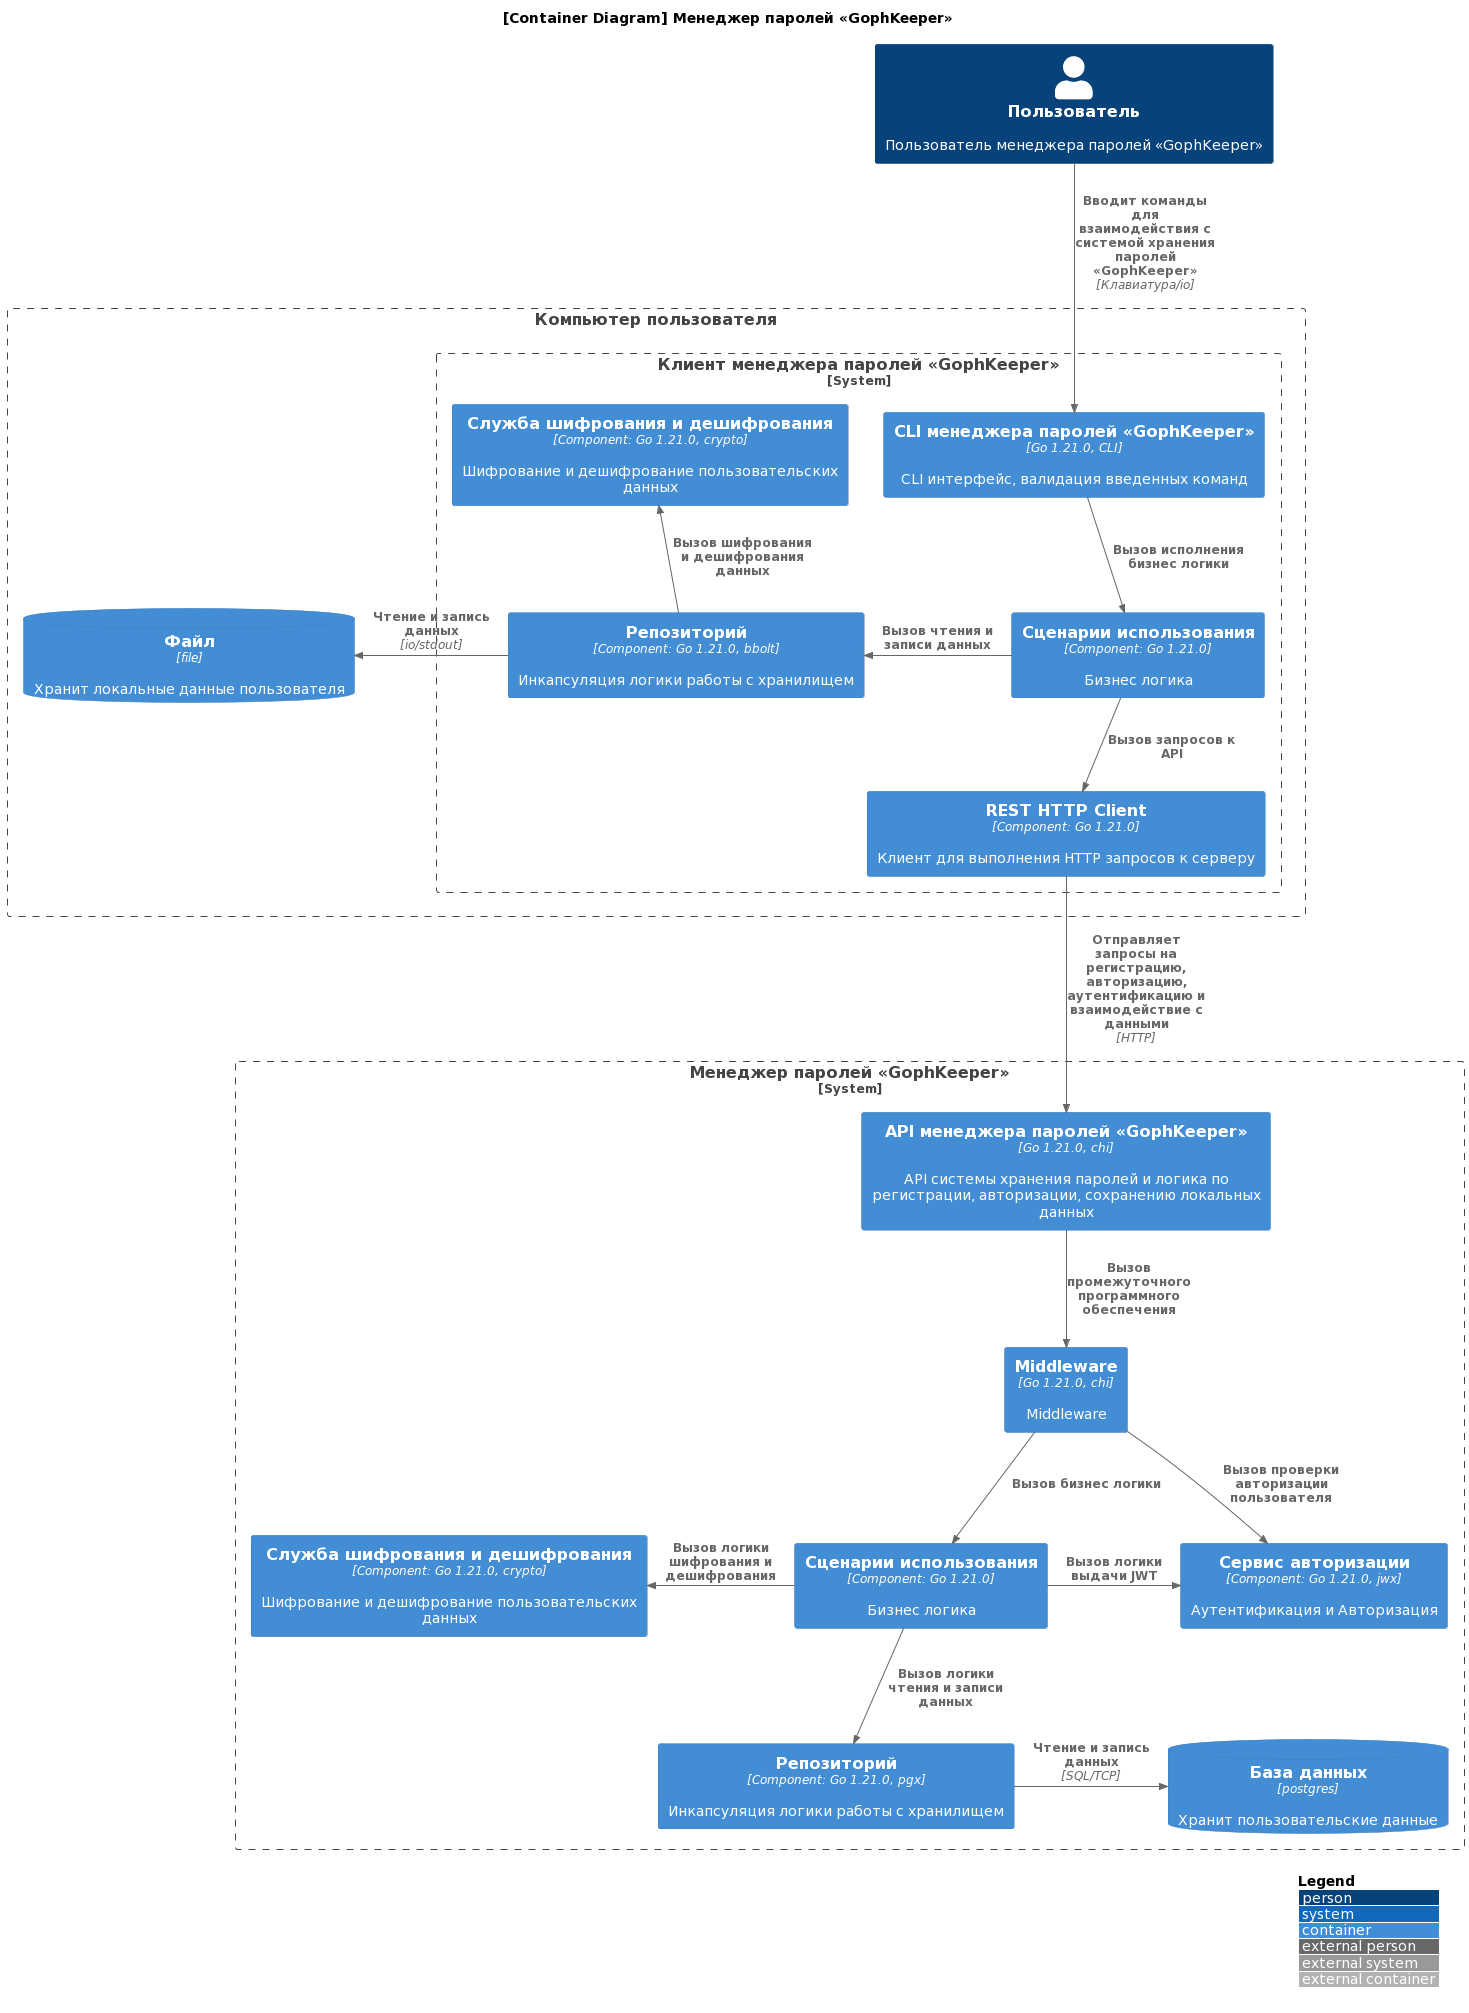 [Container Diagram] Менеджер паролей «GophKeeper»
Пользователь
Пользователь менеджера паролей «GophKeeper»
Вводит команды
для
взаимодействия с
системой хранения
паролей
«GophKeeper»
[Клавиатура/io]
Компьютер пользователя
Клиент менеджера паролей «GophKeeper»
[System]
Служба шифрования и дешифрования
[Component: Go 1.21.0, crypto]
Шифрование и дешифрование пользовательских
данных
CLI менеджера паролей «GophKeeper»
[Go 1.21.0, CLI]
CLI интерфейс, валидация введенных команд
Вызов шифрования
и дешифрования
данных
Вызов исполнения
бизнес логики
Файл
[file]
Хранит локальные данные пользователя
Чтение и запись
данных
[io/stdout]
Репозиторий
[Component: Go 1.21.0, bbolt]
Инкапсуляция логики работы с хранилищем
Вызов чтения и
записи данных
Сценарии использования
[Component: Go 1.21.0]
Бизнес логика
Вызов запросов к
API
REST HTTP Client
[Component: Go 1.21.0]
Клиент для выполнения HTTP запросов к серверу
Отправляет
запросы на
регистрацию,
авторизацию,
аутентификацию и
взаимодействие с
данными
[HTTP]
Менеджер паролей «GophKeeper»
[System]
API менеджера паролей «GophKeeper»
[Go 1.21.0, chi]
API системы хранения паролей и логика по
регистрации, авторизации, сохранению локальных
данных
Вызов
промежуточного
программного
обеспечения
Middleware
[Go 1.21.0, chi]
Middleware
Вызов бизнес логики
Вызов проверки
авторизации
пользователя
Служба шифрования и дешифрования
[Component: Go 1.21.0, crypto]
Шифрование и дешифрование пользовательских
данных
Вызов логики
шифрования и
дешифрования
Сценарии использования
[Component: Go 1.21.0]
Бизнес логика
Вызов логики
выдачи JWT
Сервис авторизации
[Component: Go 1.21.0, jwx]
Аутентификация и Авторизация
Вызов логики
чтения и записи
данных
Репозиторий
[Component: Go 1.21.0, pgx]
Инкапсуляция логики работы с хранилищем
Чтение и запись
данных
[SQL/TCP]
База данных
[postgres]
Хранит пользовательские данные
Legend
person
system
container
external person
external system
external container